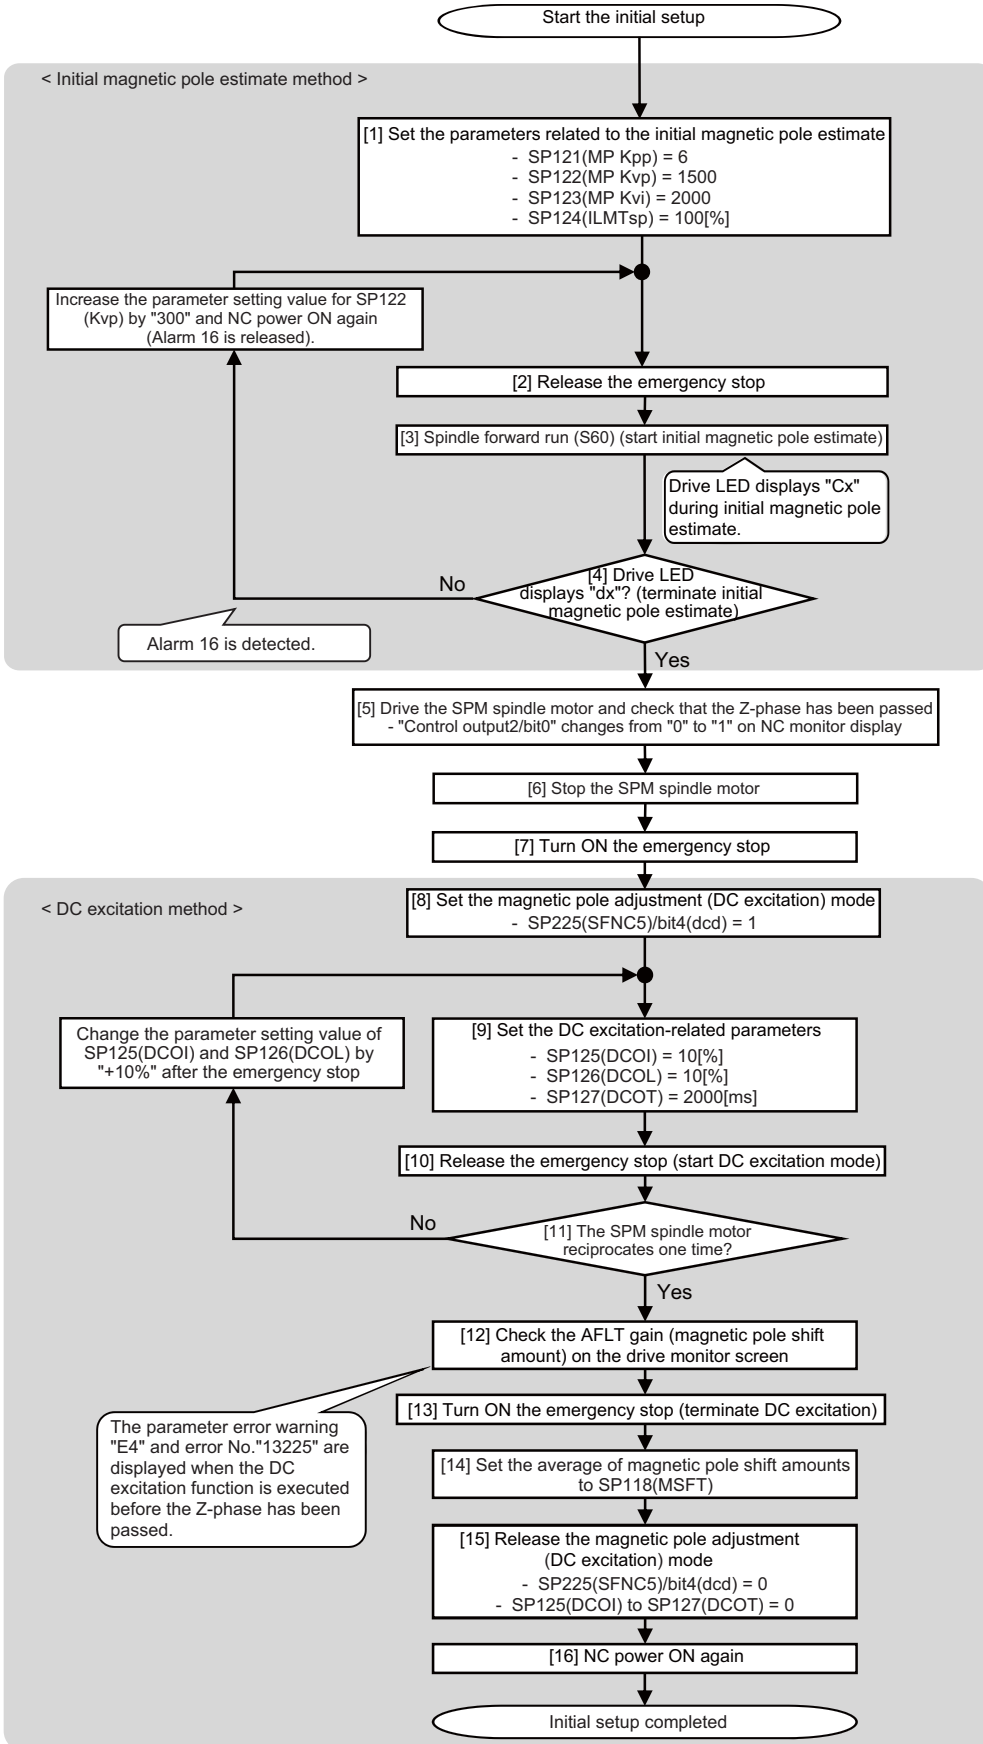 Start the initial setup
< Initial magnetic pole estimate method >
[1] Set the parameters related to the initial magnetic pole estimate
- SP121(MP Kpp) = 6
- SP122(MP Kvp) = 1500
- SP123(MP Kvi) = 2000
- SP124(ILMTsp) = 100[%]
Increase the parameter setting value for SP122
(Kvp) by "300" and NC power ON again
(Alarm 16 is released).
[2] Release the emergency stop
[3] Spindle forward run (S60) (start initial magnetic pole estimate)
Drive LED displays "Cx"
during initial magnetic pole
estimate.
[4] Drive LED
displays "dx"? (terminate initial
magnetic pole estimate)
No
Alarm 16 is detected.
Yes
[5] Drive the SPM spindle motor and check that the Z-phase has been passed
- "Control output2/bit0" changes from "0" to "1" on NC monitor display
[6] Stop the SPM spindle motor
[7] Turn ON the emergency stop
< DC excitation method >
[8] Set the magnetic pole adjustment (DC excitation) mode
- SP225(SFNC5)/bit4(dcd) = 1
Change the parameter setting value of
SP125(DCOI) and SP126(DCOL) by
"+10%" after the emergency stop
[9] Set the DC excitation-related parameters
- SP125(DCOI) = 10[%]
- SP126(DCOL) = 10[%]
- SP127(DCOT) = 2000[ms]
[10] Release the emergency stop (start DC excitation mode)
No
[11] The SPM spindle motor
reciprocates one time?
Yes
[12] Check the AFLT gain (magnetic pole shift
amount) on the drive monitor screen
The parameter error warning
"E4" and error No."13225" are
displayed when the DC
excitation function is executed
before the Z-phase has been
passed.
[13] Turn ON the emergency stop (terminate DC excitation)
[14] Set the average of magnetic pole shift amounts
to SP118(MSFT)
[15] Release the magnetic pole adjustment
(DC excitation) mode
- SP225(SFNC5)/bit4(dcd) = 0
- SP125(DCOI) to SP127(DCOT) = 0
[16] NC power ON again
Initial setup completed